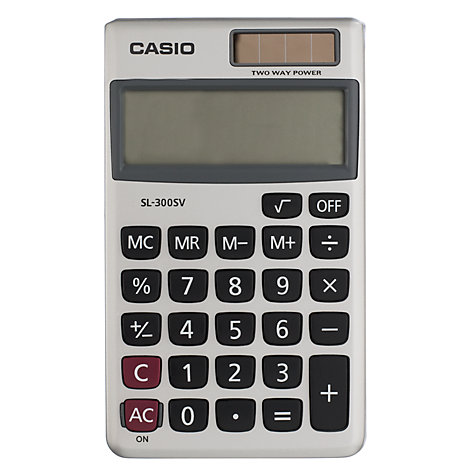 CASIO
TWO WAY POWER
SL-300SV
√ OFF
MC MR M− M+ ÷
% 7 8 9 ×
+/− 4 5 6 −
C 1 2 3
+
AC 0 · =
ON